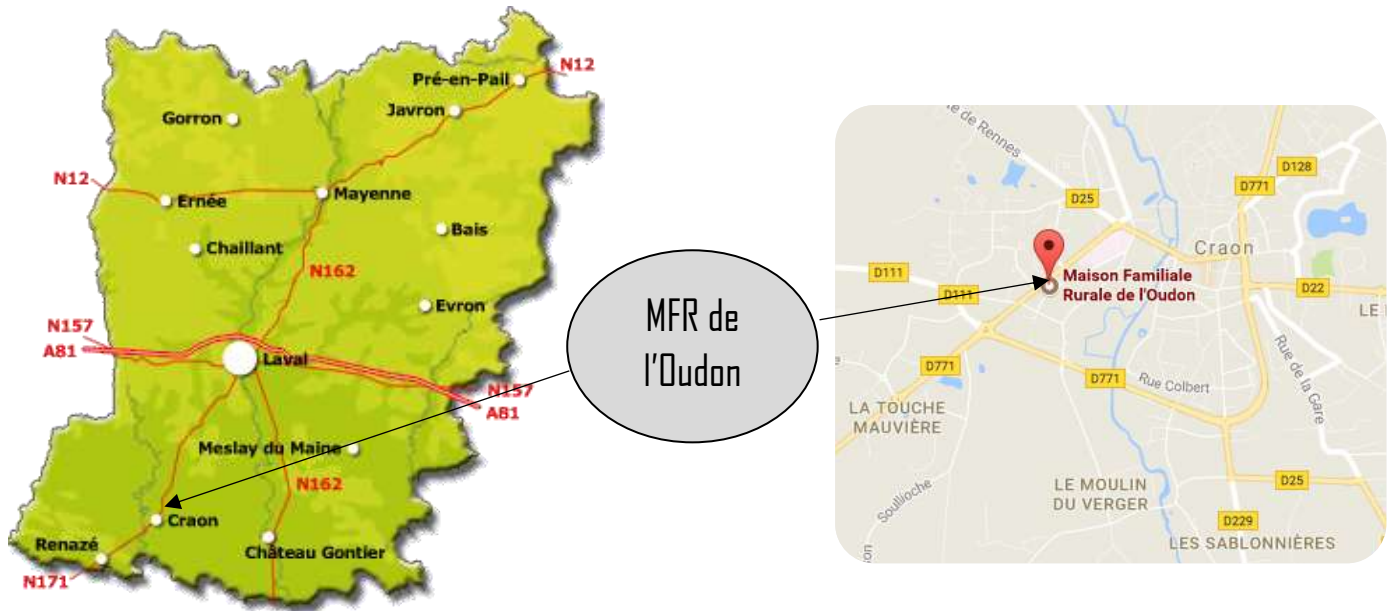 Pré-en-Pail
N12
Javron
Gorron
N12
Ernée
Mayenne
Chaillant
Bais
N162
Evron
N157
A81
Laval
N157
A81
Meslay du Maine
N162
Craon
Renazé
Château Gontier
N171
MFR de
l'Oudon
de Rennes
D128
D771
D25
Craon
D111
D111
Maison Familiale
Rurale de l'Oudon
D22
LE
D771
D771
Rue Colbert
Rue de la Gare
LA TOUCHE
MAUVIÈRE
LE MOULIN
DU VERGER
D25
Soullioche
D229
LES SABLONNIÈRES